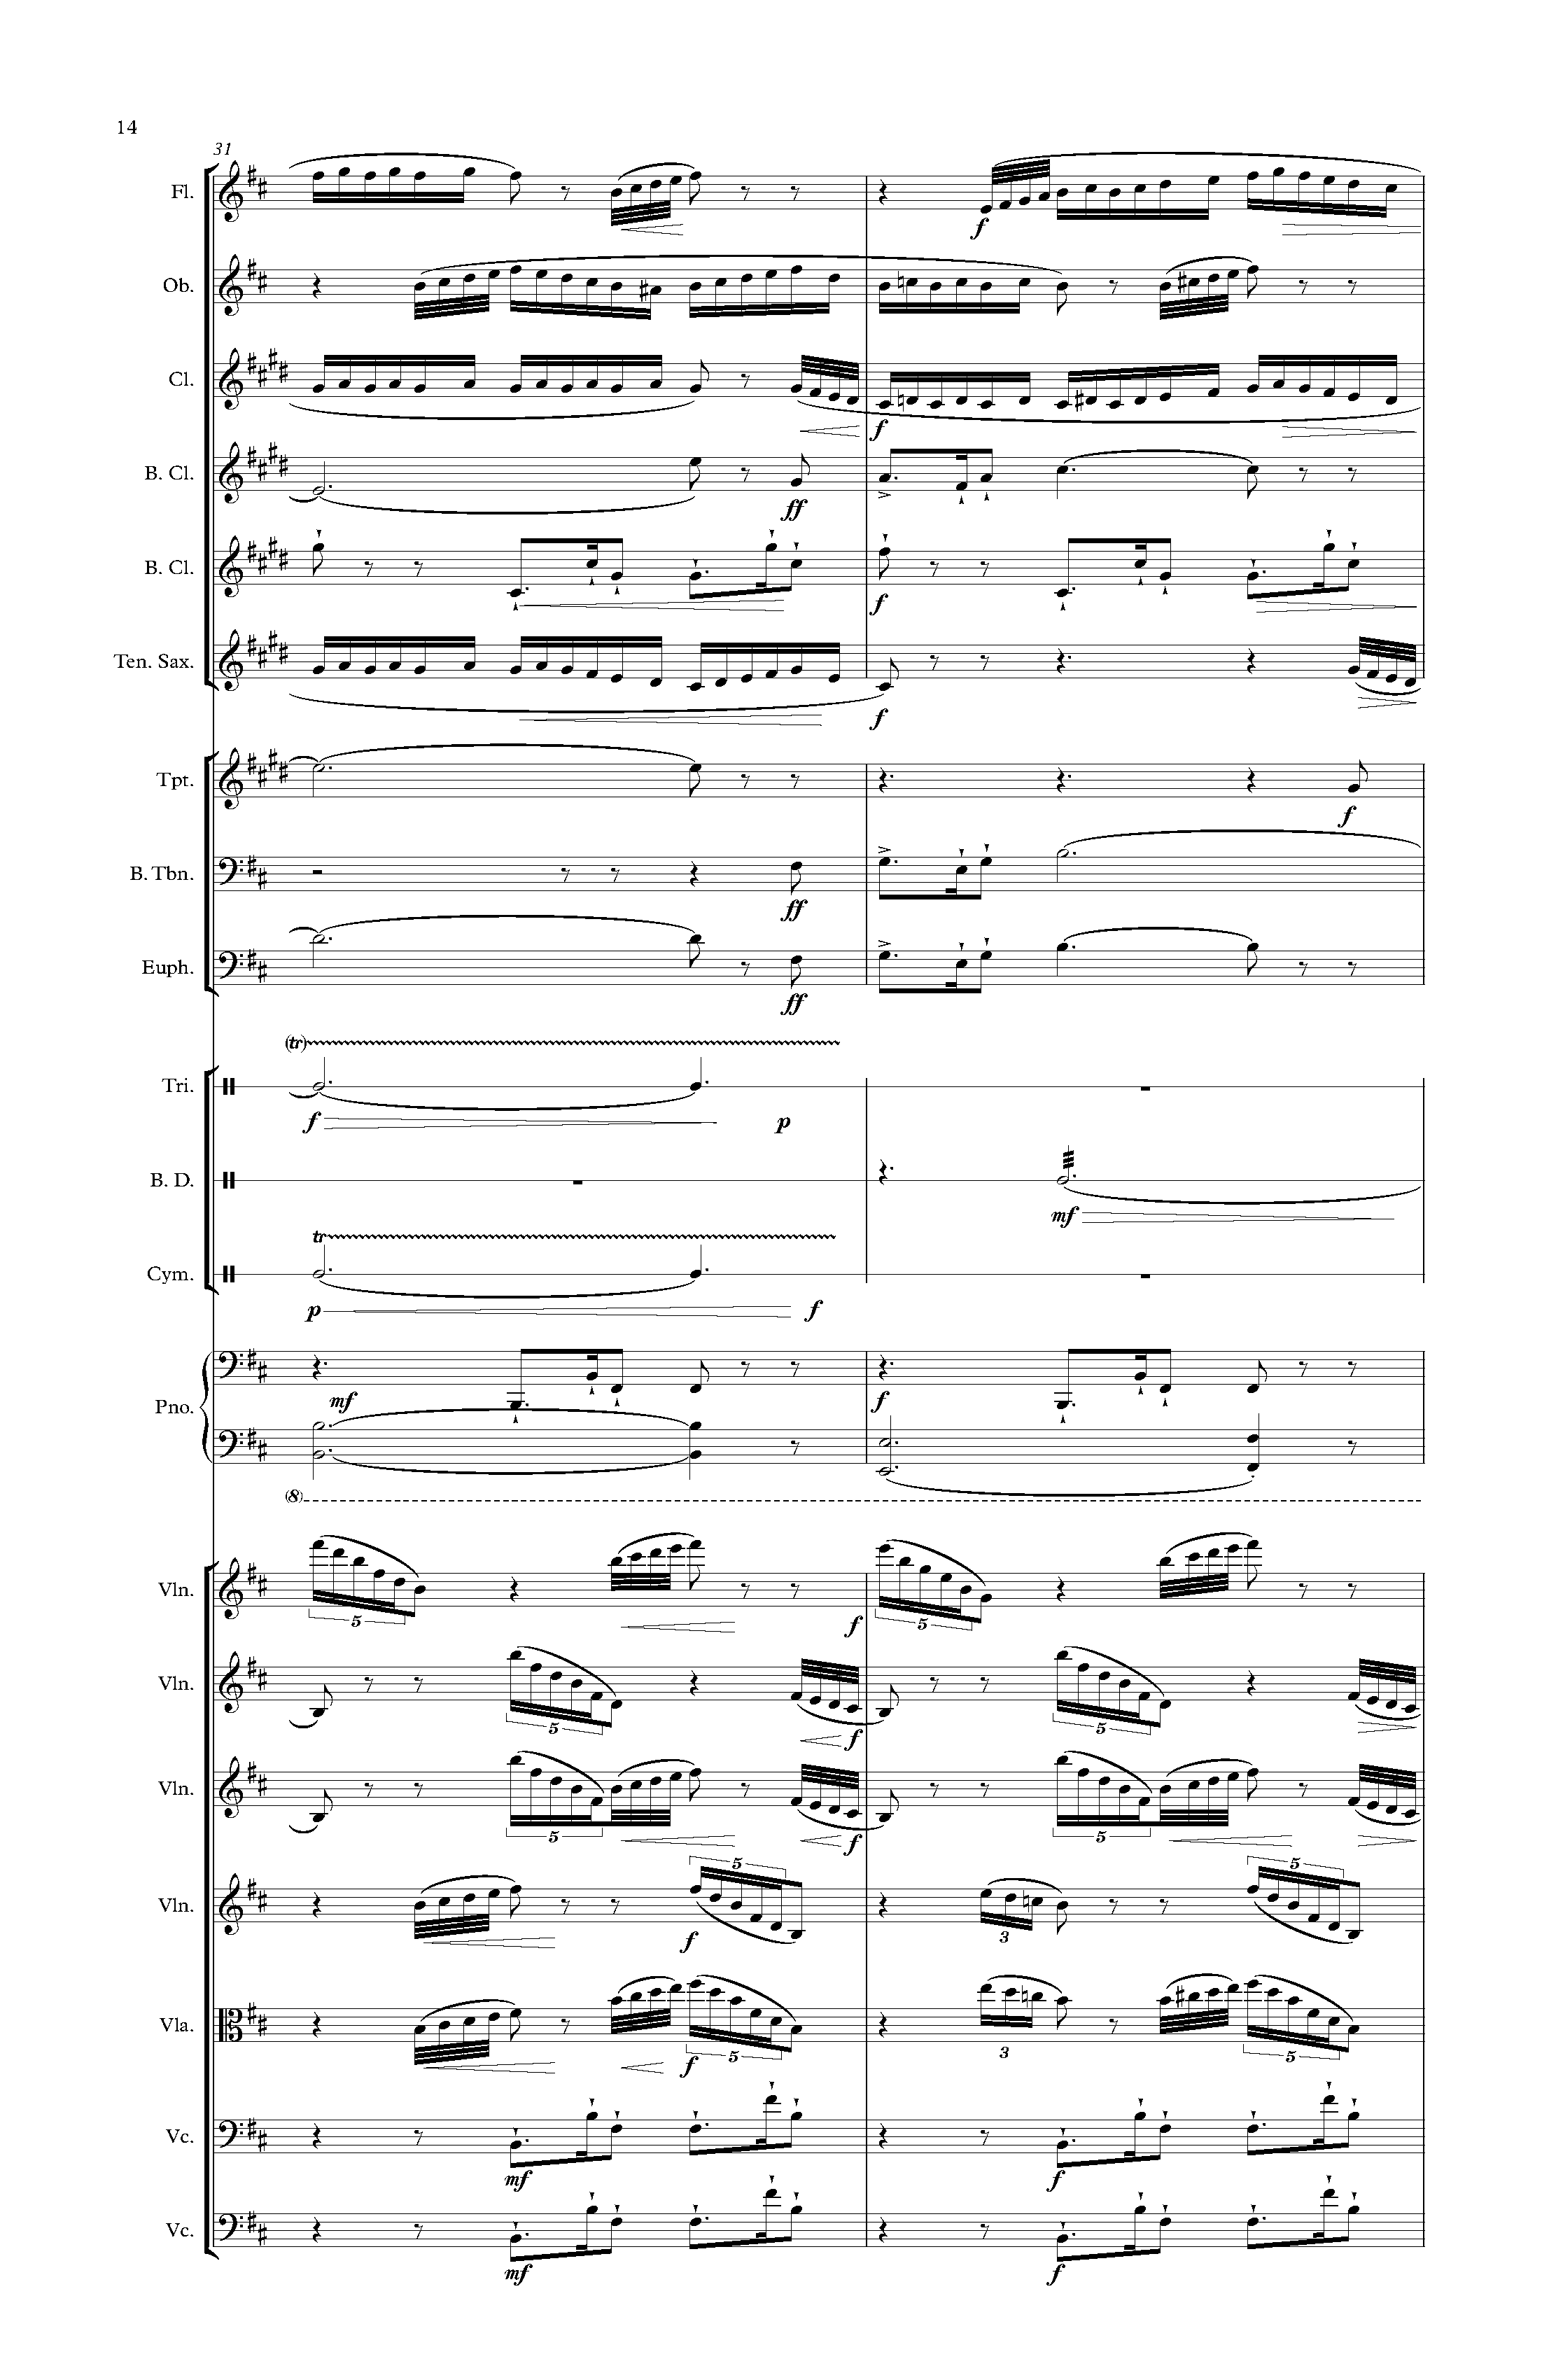 14
31
Fl.
f
Ob.
Cl.
f
B. Cl.
ff
B. Cl.
f
Ten. Sax.
f
Tpt.
f
B. Tbn.
ff
Euph.
ff
(tr)
Tri.
f p
B. D.
mf
tr
Cym.
p f
mf f
Pno.
(8)
Vln.
5 f 5
Vln.
5 f 5
Vln.
5 f 5
5 5
Vln.
f 3
Vla.
5 f 3 5
Vc.
mf f
Vc.
mf f